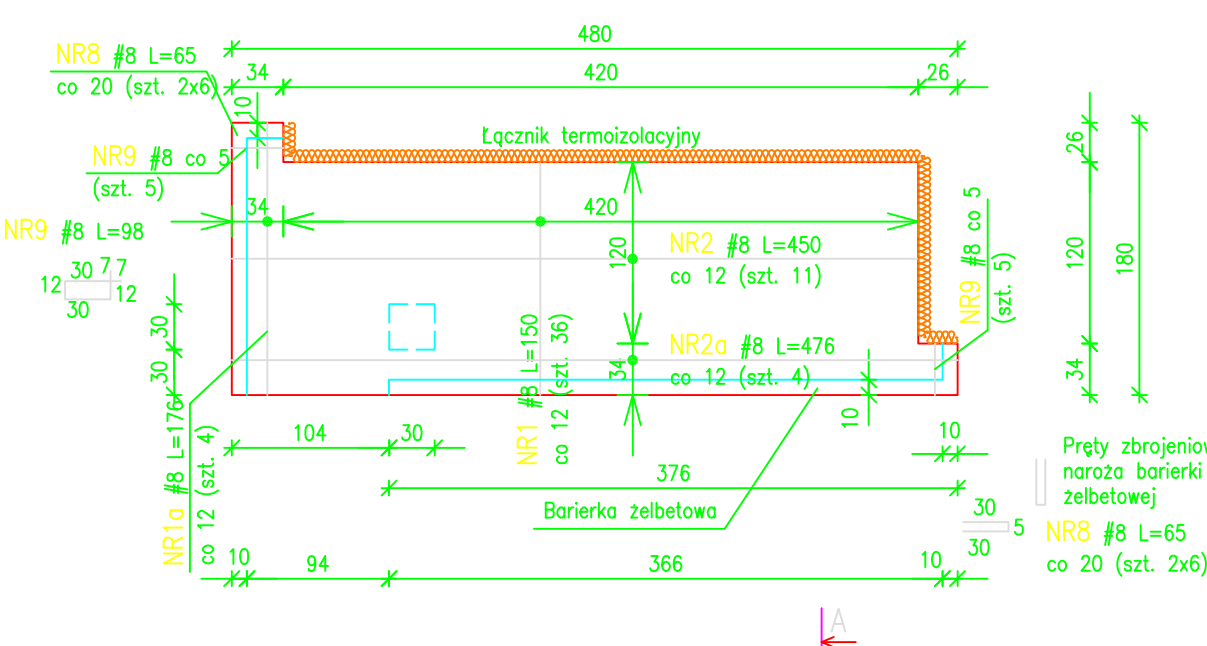 480
NR8 #8 L=65
co 20 (szt. 2x6)
34
420
26
10
Łącznik termoizolacyjny
26
NR9 #8 co 5
(szt. 5)
NR9 #8 L=98
34
420
30 7 7
12
12
30
120
NR2 #8 L=450
co 12 (szt. 11)
NR9 #8 co 5
(szt. 5)
120
180
30
30
NR1 #8 L=150
co 12 (szt. 36)
34
NR2a #8 L=476
co 12 (szt. 4)
34
10
NR1a #8 L=176
co 12 (szt. 4)
104
30
10
376
Barierka żelbetowa
Pręty zbrojeniow
naroża barierki
żelbetowej
30
5
30
NR8 #8 L=65
co 20 (szt. 2x6)
10
94
366
10
A